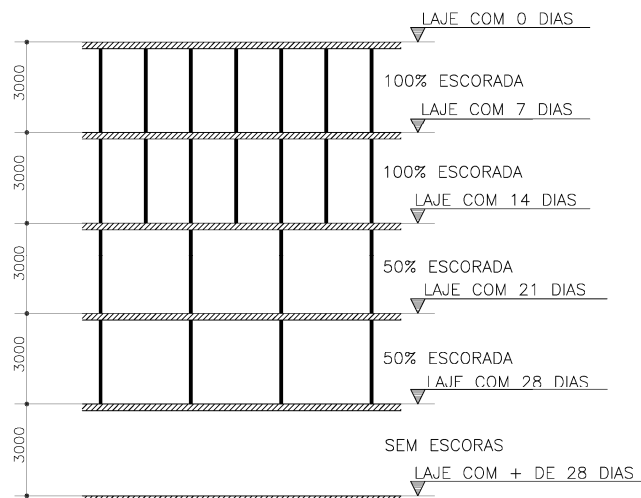 LAJE COM 0 DIAS
3000
100% ESCORADA
LAJE COM 7 DIAS
3000
100% ESCORADA
LAJE COM 14 DIAS
3000
50% ESCORADA
LAJE COM 21 DIAS
3000
50% ESCORADA
LAJE COM 28 DIAS
3000
SEM ESCORAS
LAJE COM + DE 28 DIAS